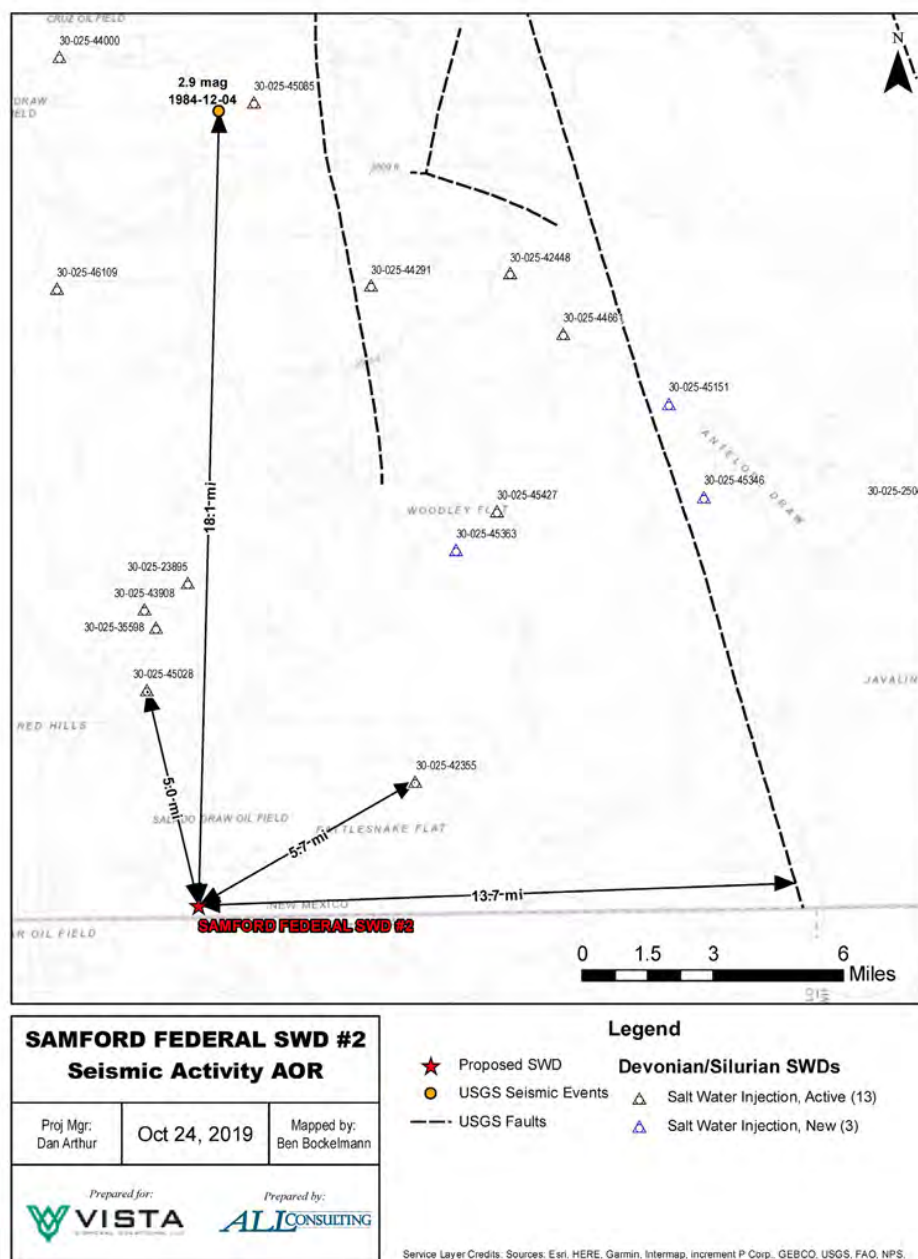 CRUZ OIL FIELD
30-025-44000
N
2.9 mag
1984-12-04
30-025-45085
DRAW
IELD
30-025-46109
30-025-44291
30-025-42448
30-025-44661
30-025-45151
ANTELOPE DRAW
30-025-45346
30-025-250
18.1 mi
WOODLEY FLAT
30-025-45427
30-025-45363
30-025-23895
30-025-43908
30-025-35598
30-025-45028
JAVALIN
RED HILLS
30-025-42355
5.0 mi
SALADO DRAW OIL FIELD
RATTLESNAKE FLAT
5.7 mi
13.7 mi
NEW MEXICO
SAMFORD FEDERAL SWD #2
AR OIL FIELD
0 1.5 3 6
Miles
SAMFORD FEDERAL SWD #2
Seismic Activity AOR
Proj Mgr:
Dan Arthur
Oct 24, 2019
Mapped by:
Ben Bockelmann
Prepared for:
VISTA
Prepared by:
ALL CONSULTING
Legend
Proposed SWD
USGS Seismic Events
USGS Faults
Devonian/Silurian SWDs
Salt Water Injection, Active (13)
Salt Water Injection, New (3)
Service Layer Credits: Sources: Esri, HERE, Garmin, Intermap, increment P Corp., GEBCO, USGS, FAO, NPS,